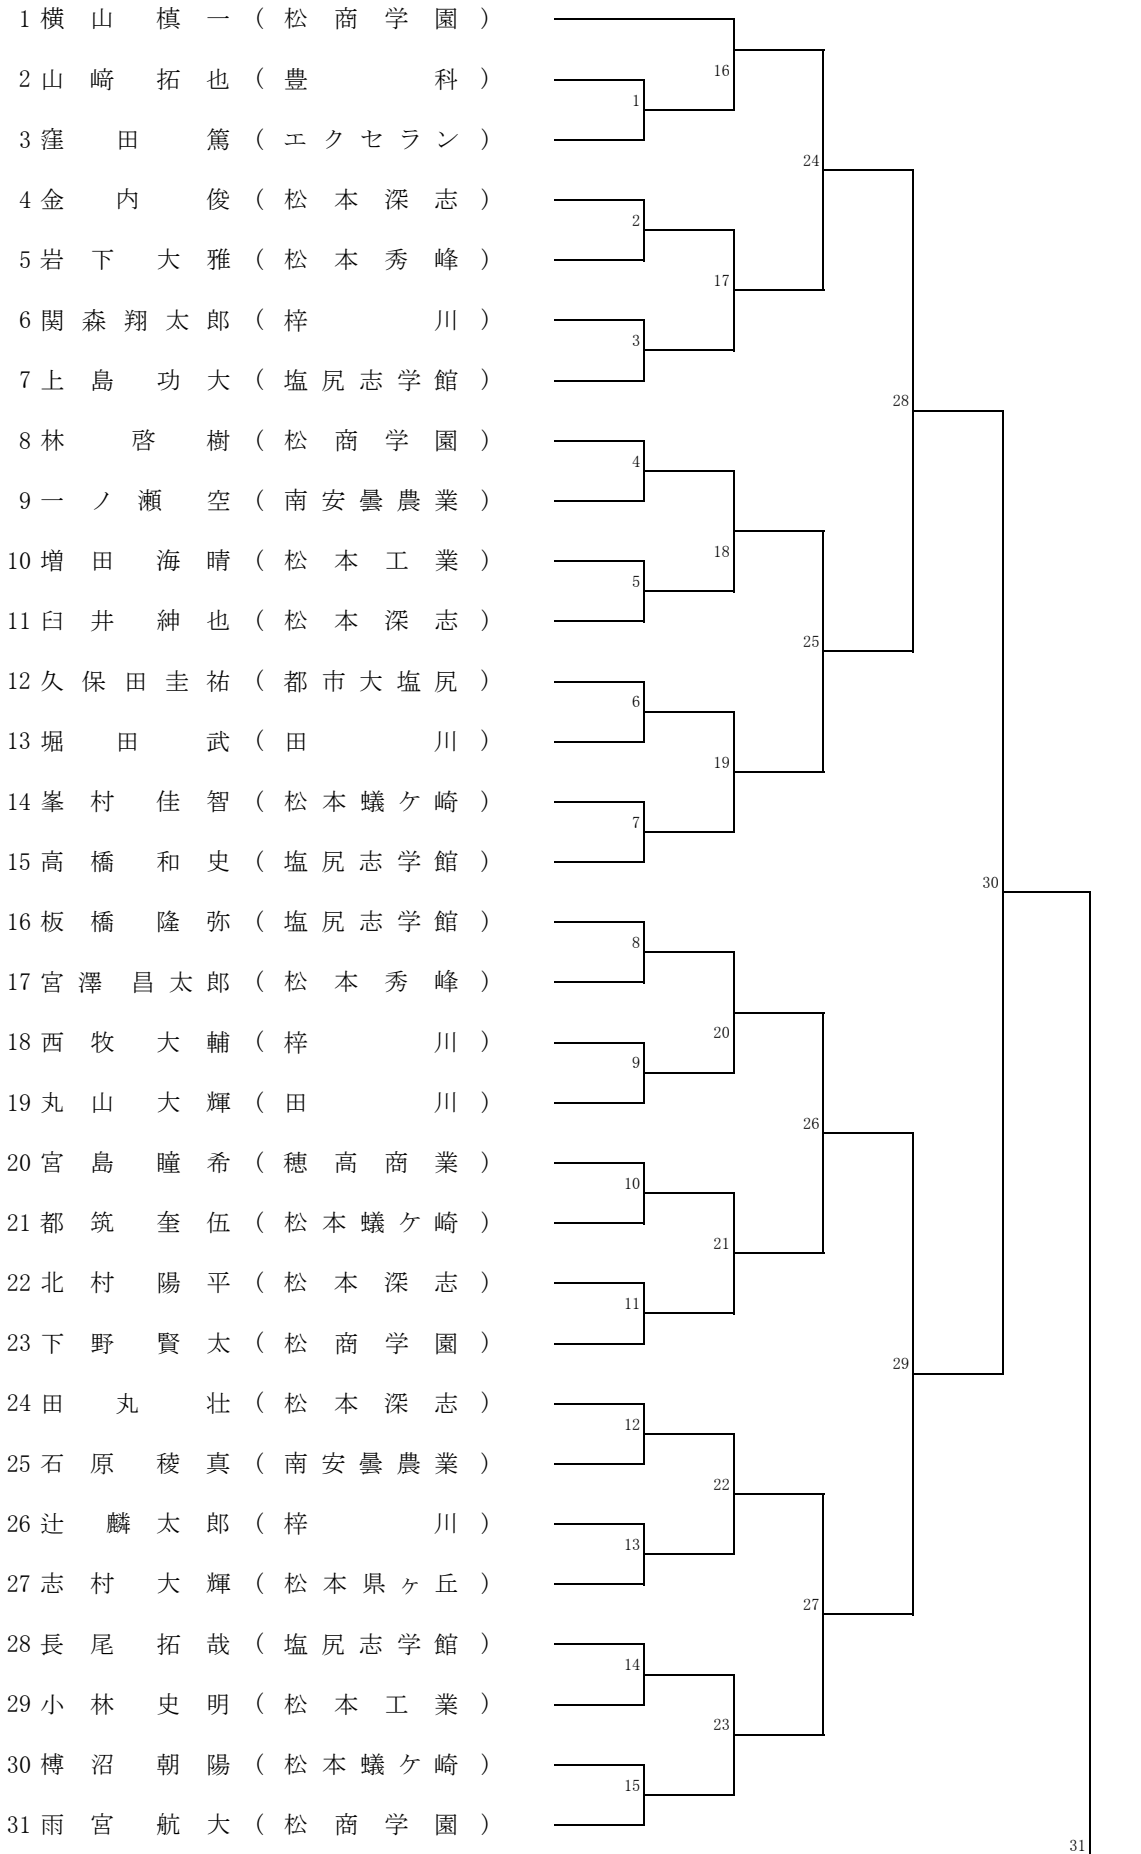 1 横山 槙一 ( 松商学園 )
2 山﨑 拓也 ( 豊科 )
3 窪田 篤 ( エクセラン )
4 金内 俊 ( 松本深志 )
5 岩下 大雅 ( 松本秀峰 )
6 関森翔太郎 ( 梓川 )
7 上島 功大 ( 塩尻志学館 )
8 林 啓樹 ( 松商学園 )
9 一ノ瀬 空 ( 南安曇農業 )
10 増田 海晴 ( 松本工業 )
11 臼井 紳也 ( 松本深志 )
12 久保田圭祐 ( 都市大塩尻 )
13 堀田 武 ( 田川 )
14 峯村 佳智 ( 松本蟻ケ崎 )
15 高橋 和史 ( 塩尻志学館 )
16 板橋 隆弥 ( 塩尻志学館 )
17 宮澤 昌太郎 ( 松本秀峰 )
18 西牧 大輔 ( 梓川 )
19 丸山 大輝 ( 田川 )
20 宮島 瞳希 ( 穂高商業 )
21 都筑 奎伍 ( 松本蟻ケ崎 )
22 北村 陽平 ( 松本深志 )
23 下野 賢太 ( 松商学園 )
24 田丸 壮 ( 松本深志 )
25 石原 稜真 ( 南安曇農業 )
26 辻 麟太郎 ( 梓川 )
27 志村 大輝 ( 松本県ヶ丘 )
28 長尾 拓哉 ( 塩尻志学館 )
29 小林 史明 ( 松本工業 )
30 榑沼 朝陽 ( 松本蟻ケ崎 )
31 雨宮 航大 ( 松商学園 )
1
2
3
4
5
6
7
8
9
10
11
12
13
14
15
16
17
18
19
20
21
22
23
24
25
26
27
28
29
30
31